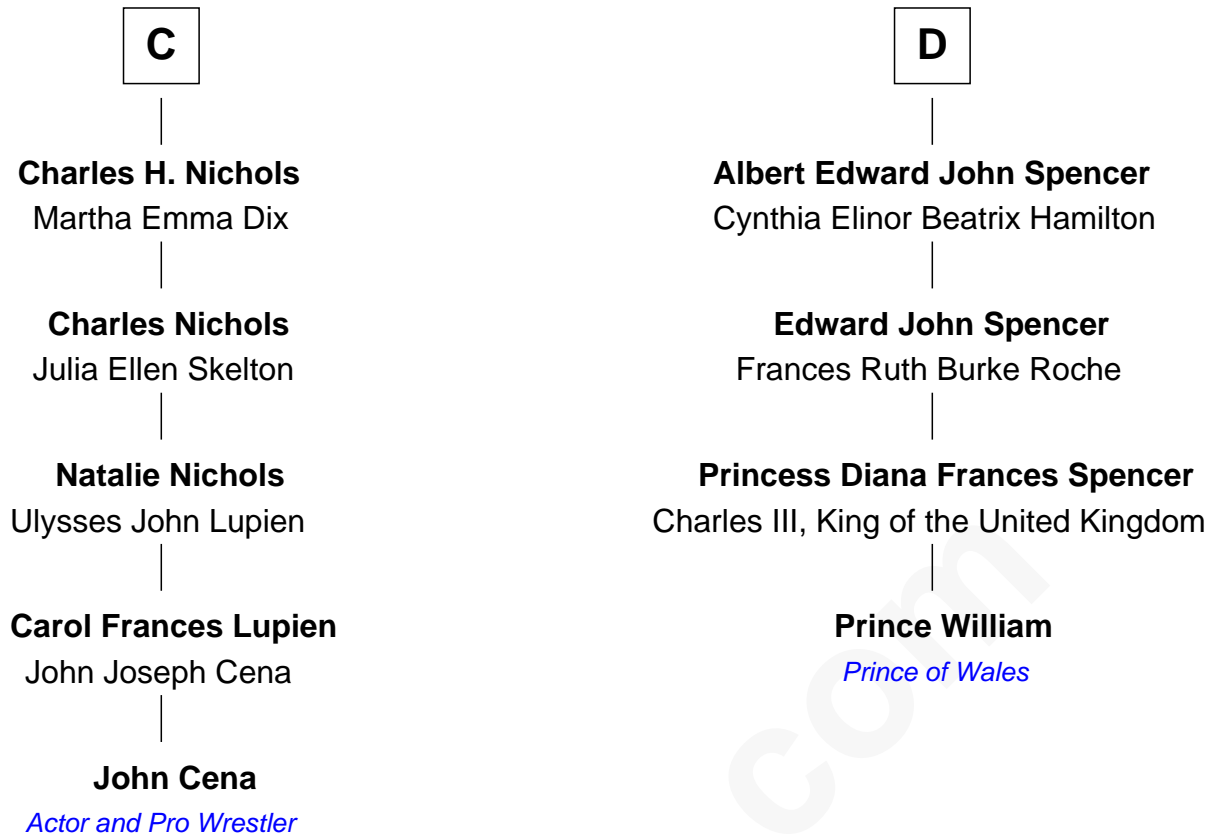 C
Charles H. Nichols
Martha Emma Dix
Charles Nichols
Julia Ellen Skelton
Natalie Nichols
Ulysses John Lupien
Carol Frances Lupien
John Joseph Cena
John Cena
Actor and Pro Wrestler
D
Albert Edward John Spencer
Cynthia Elinor Beatrix Hamilton
Edward John Spencer
Frances Ruth Burke Roche
Princess Diana Frances Spencer
Charles III, King of the United Kingdom
Prince William
Prince of Wales
com